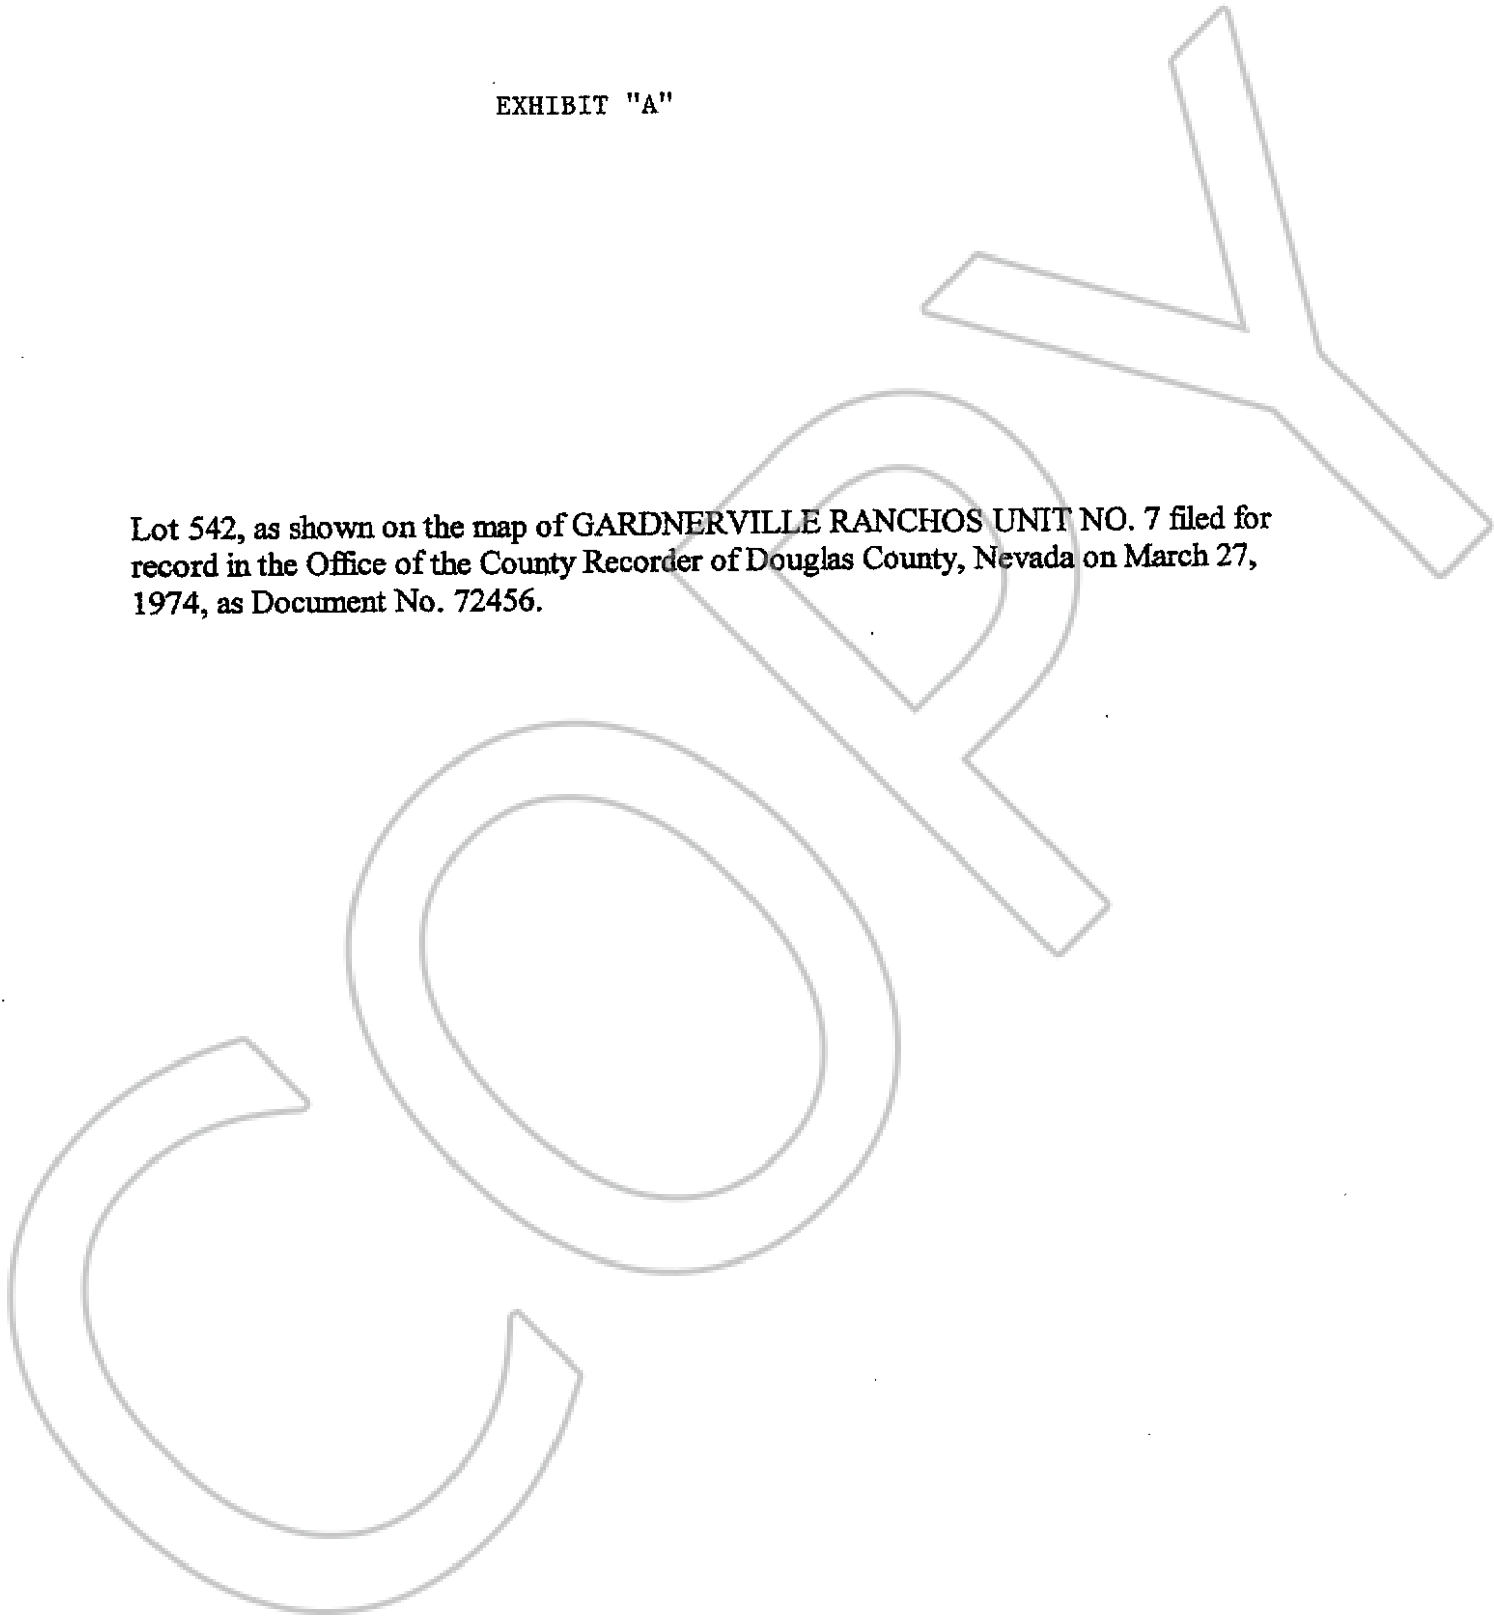 EXHIBIT "A"
Lot 542, as shown on the map of GARDNERVILLE RANCHOS UNIT NO. 7 filed for
record in the Office of the County Recorder of Douglas County, Nevada on March 27,
1974, as Document No. 72456.
COPY